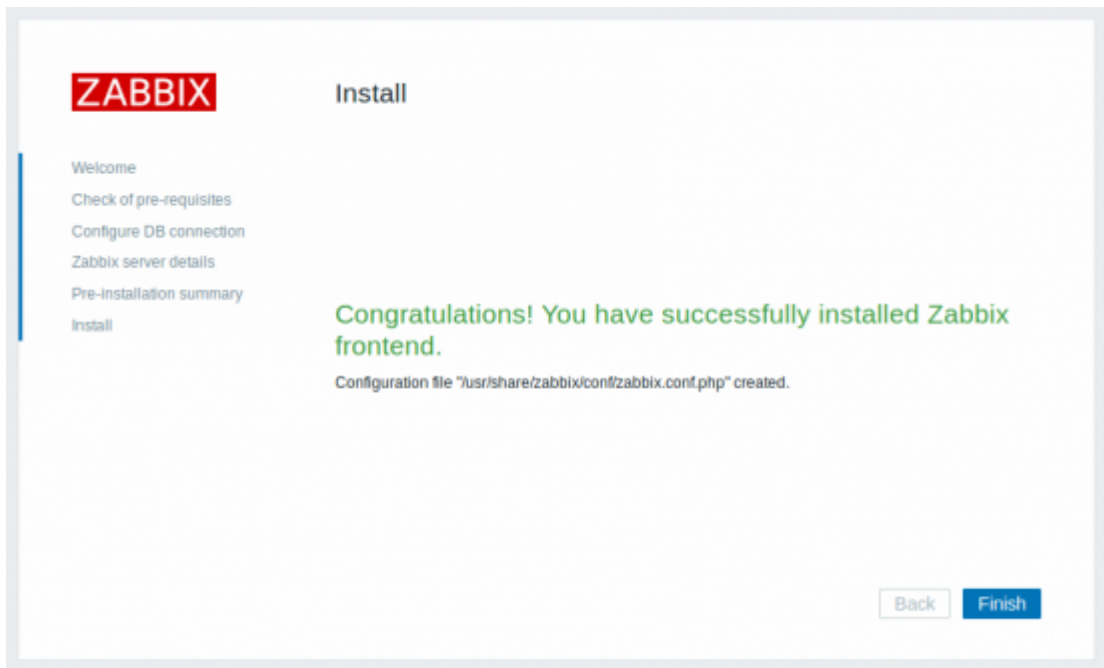 ZABBIX
Install
Welcome
Check of pre-requisites
Configure DB connection
Zabbix server details
Pre-installation summary
Install
Congratulations! You have successfully installed Zabbix
frontend.
Configuration file "/usr/share/zabbix/conf/zabbix.conf.php" created.
Back
Finish